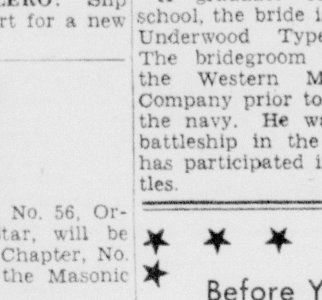 Ship
rt for a new
No. 56, Or-
tar, will be
Chapter, No.
the Masonic
school, the bride i
Underwood Type
The bridegroom
the Western M
Company prior to
the navy. He wa
battleship in the
has participated i
tles.
Before Y